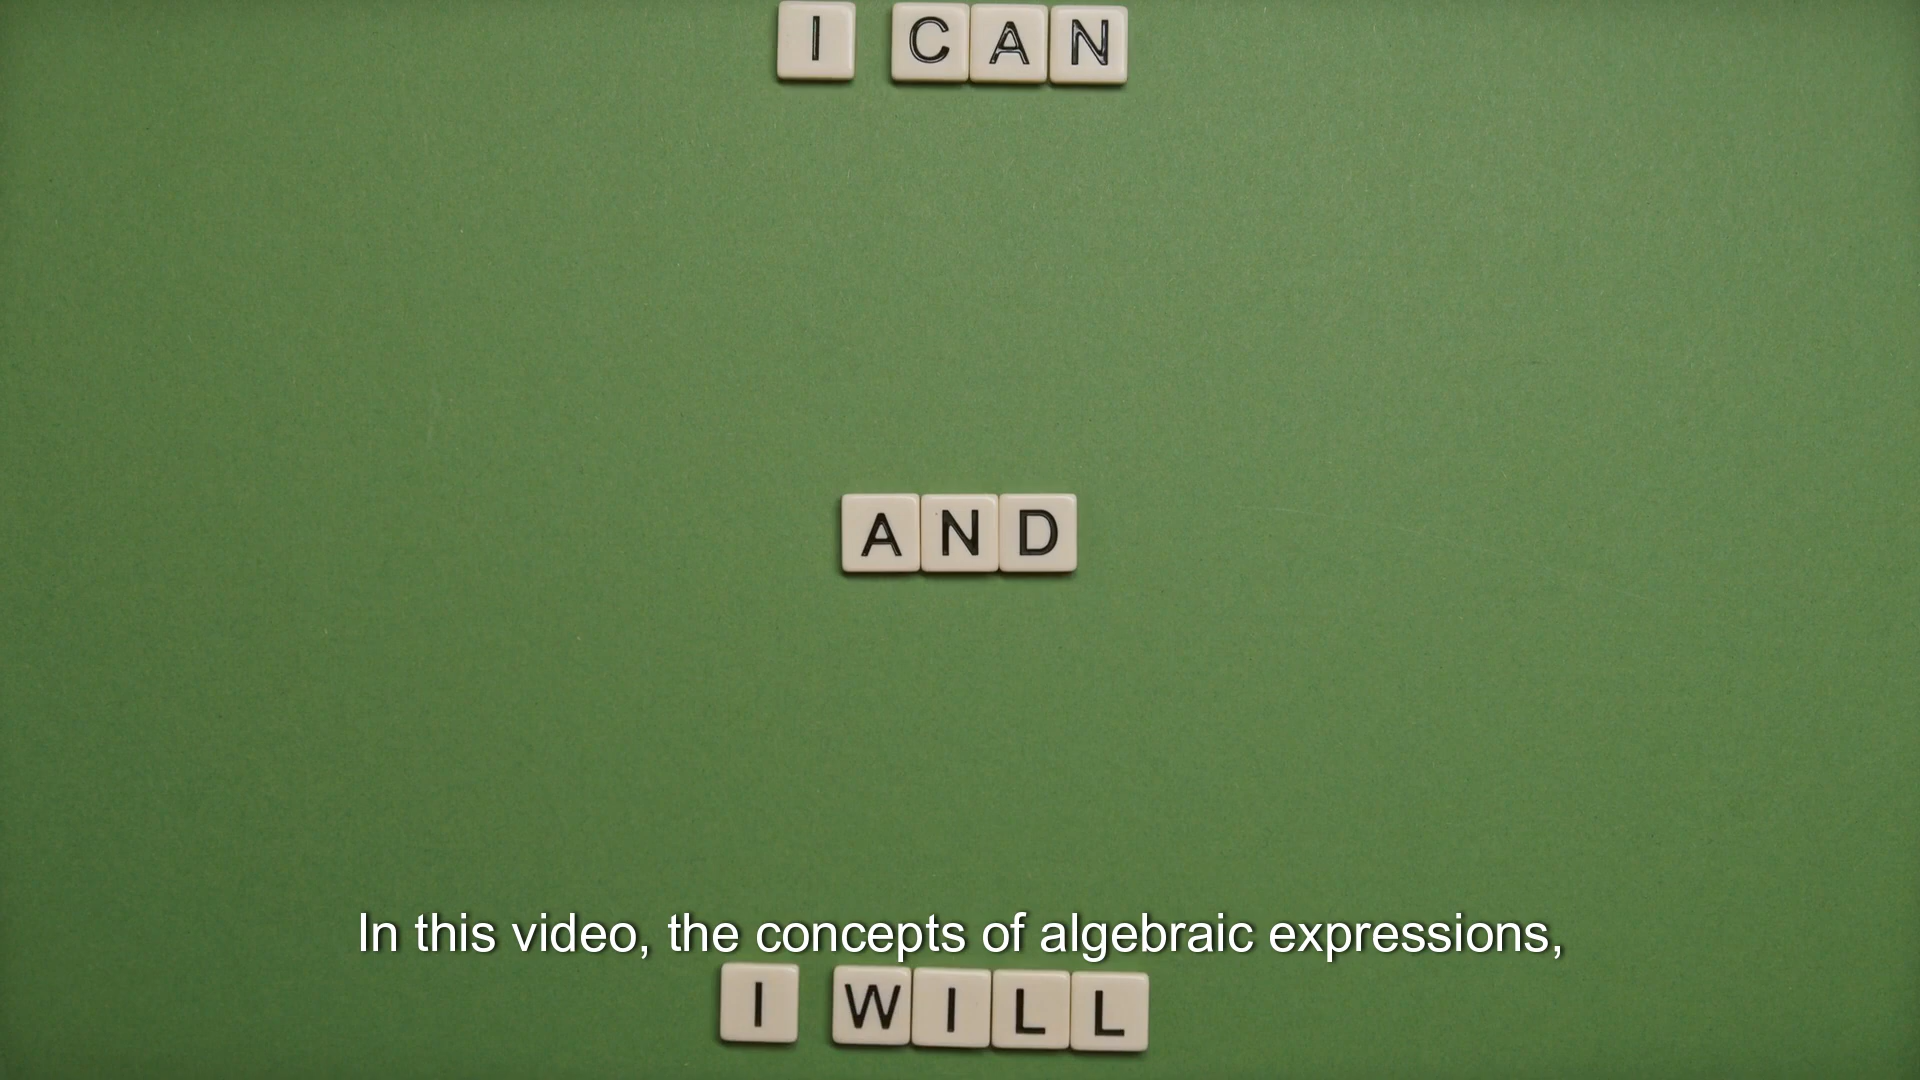 I CAN
AND
In this video, the concepts of algebraic expressions,
I WILL